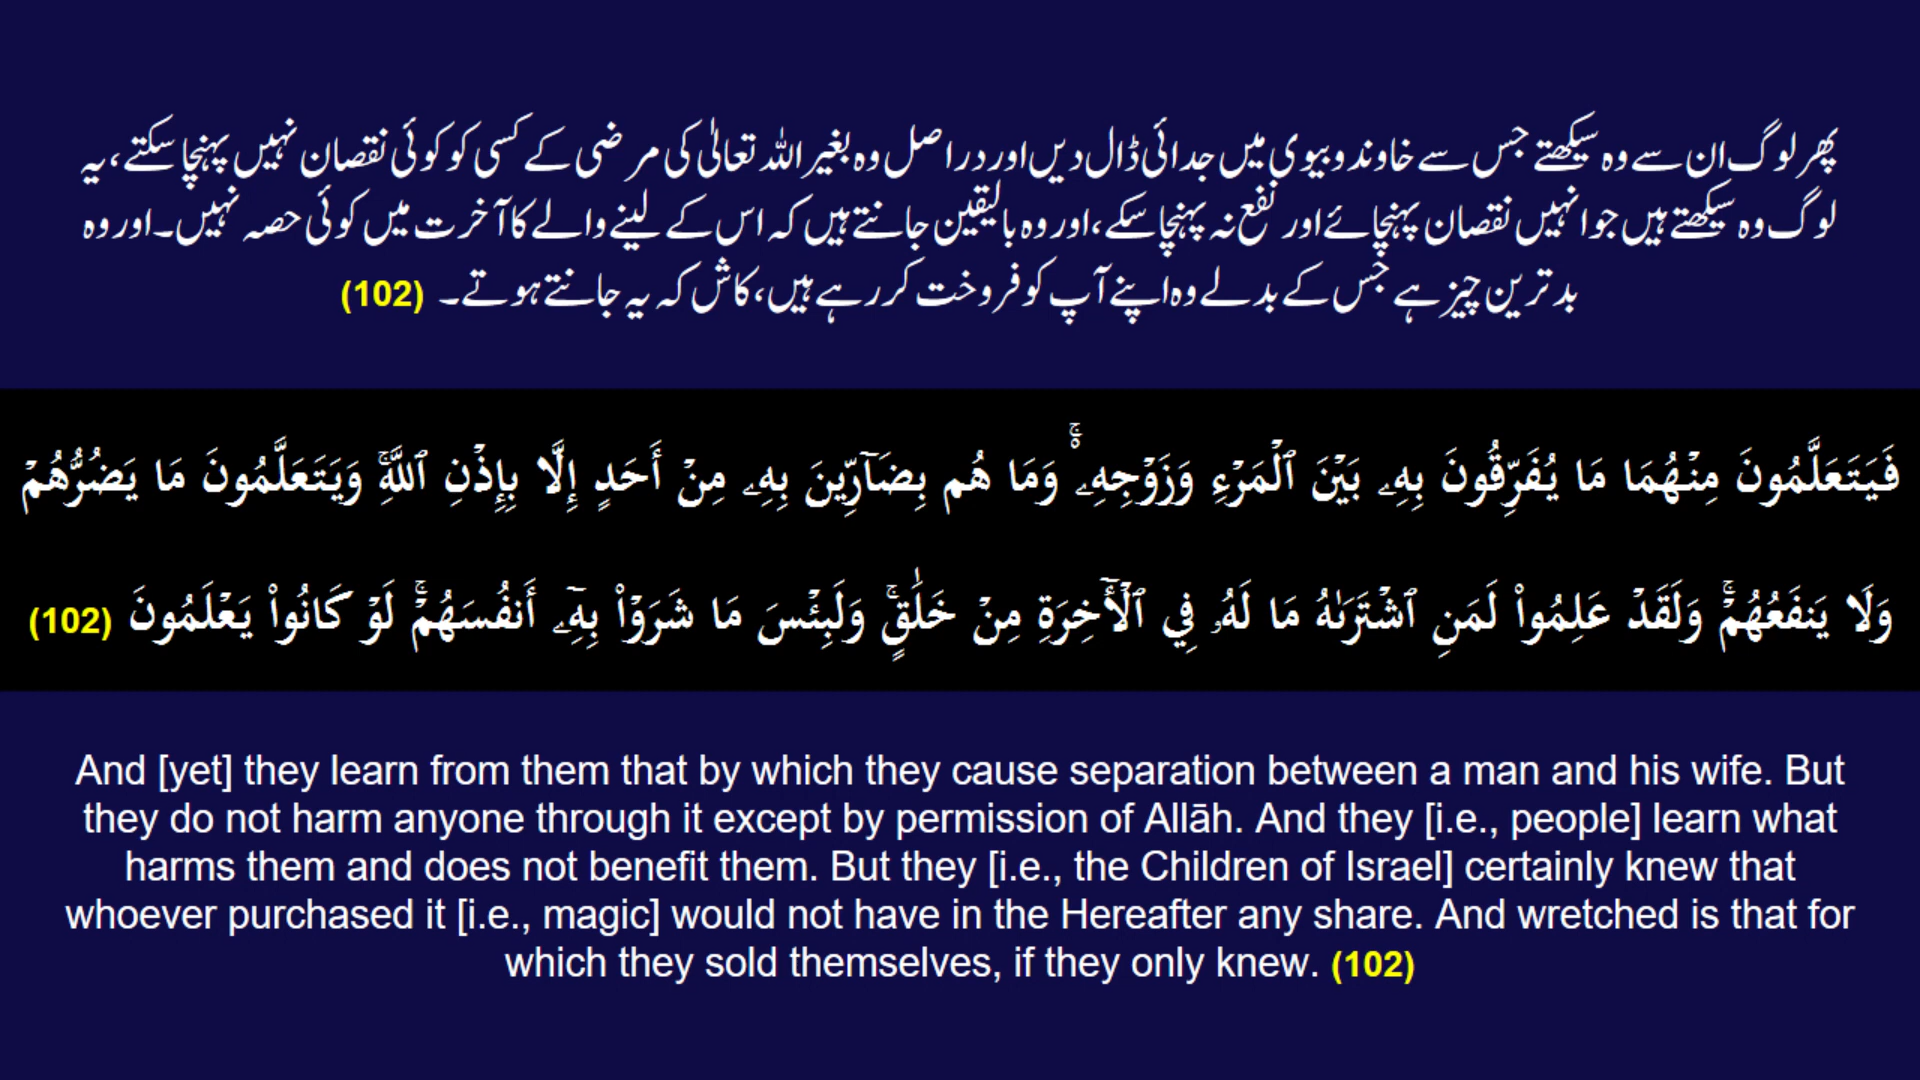 پھر لوگ ان سے وہ سیکھتے جس سے خاوند و بیوی میں جدائی ڈال دیں اور دراصل وہ بغیر اللہ تعالیٰ کی مرضی کے کسی کو کوئی نقصان نہیں پہنچا سکتے، یہ
لوگ وہ سیکھتے ہیں جو انہیں نقصان پہنچائے اور نفع نہ پہنچا سکے، اور وہ بالیقین جانتے ہیں کہ اس کے لینے والے کا آخرت میں کوئی حصہ نہیں۔ اور وہ
بدترین چیز ہے جس کے بدلے وہ اپنے آپ کو فروخت کر رہے ہیں، کاش کہ یہ جانتے ہوتے۔ (102)
فَيَتَعَلَّمُونَ مِنۡهُمَا مَا يُفَرِّقُونَ بِهِۦ بَيۡنَ ٱلۡمَرۡءِ وَزَوۡجِهِۦۚ وَمَا هُم بِضَآرِّينَ بِهِۦ مِنۡ أَحَدٍ إِلَّا بِإِذۡنِ ٱللَّهِۚ وَيَتَعَلَّمُونَ مَا يَضُرُّهُمۡ
وَلَا يَنفَعُهُمۡۚ وَلَقَدۡ عَلِمُواْ لَمَنِ ٱشۡتَرَىٰهُ مَا لَهُۥ فِي ٱلۡأٓخِرَةِ مِنۡ خَلَٰقٖۚ وَلَبِئۡسَ مَا شَرَوۡاْ بِهِۦٓ أَنفُسَهُمۡۚ لَوۡ كَانُواْ يَعۡلَمُونَ (102)
And [yet] they learn from them that by which they cause separation between a man and his wife. But
they do not harm anyone through it except by permission of Allāh. And they [i.e., people] learn what
harms them and does not benefit them. But they [i.e., the Children of Israel] certainly knew that
whoever purchased it [i.e., magic] would not have in the Hereafter any share. And wretched is that for
which they sold themselves, if they only knew. (102)